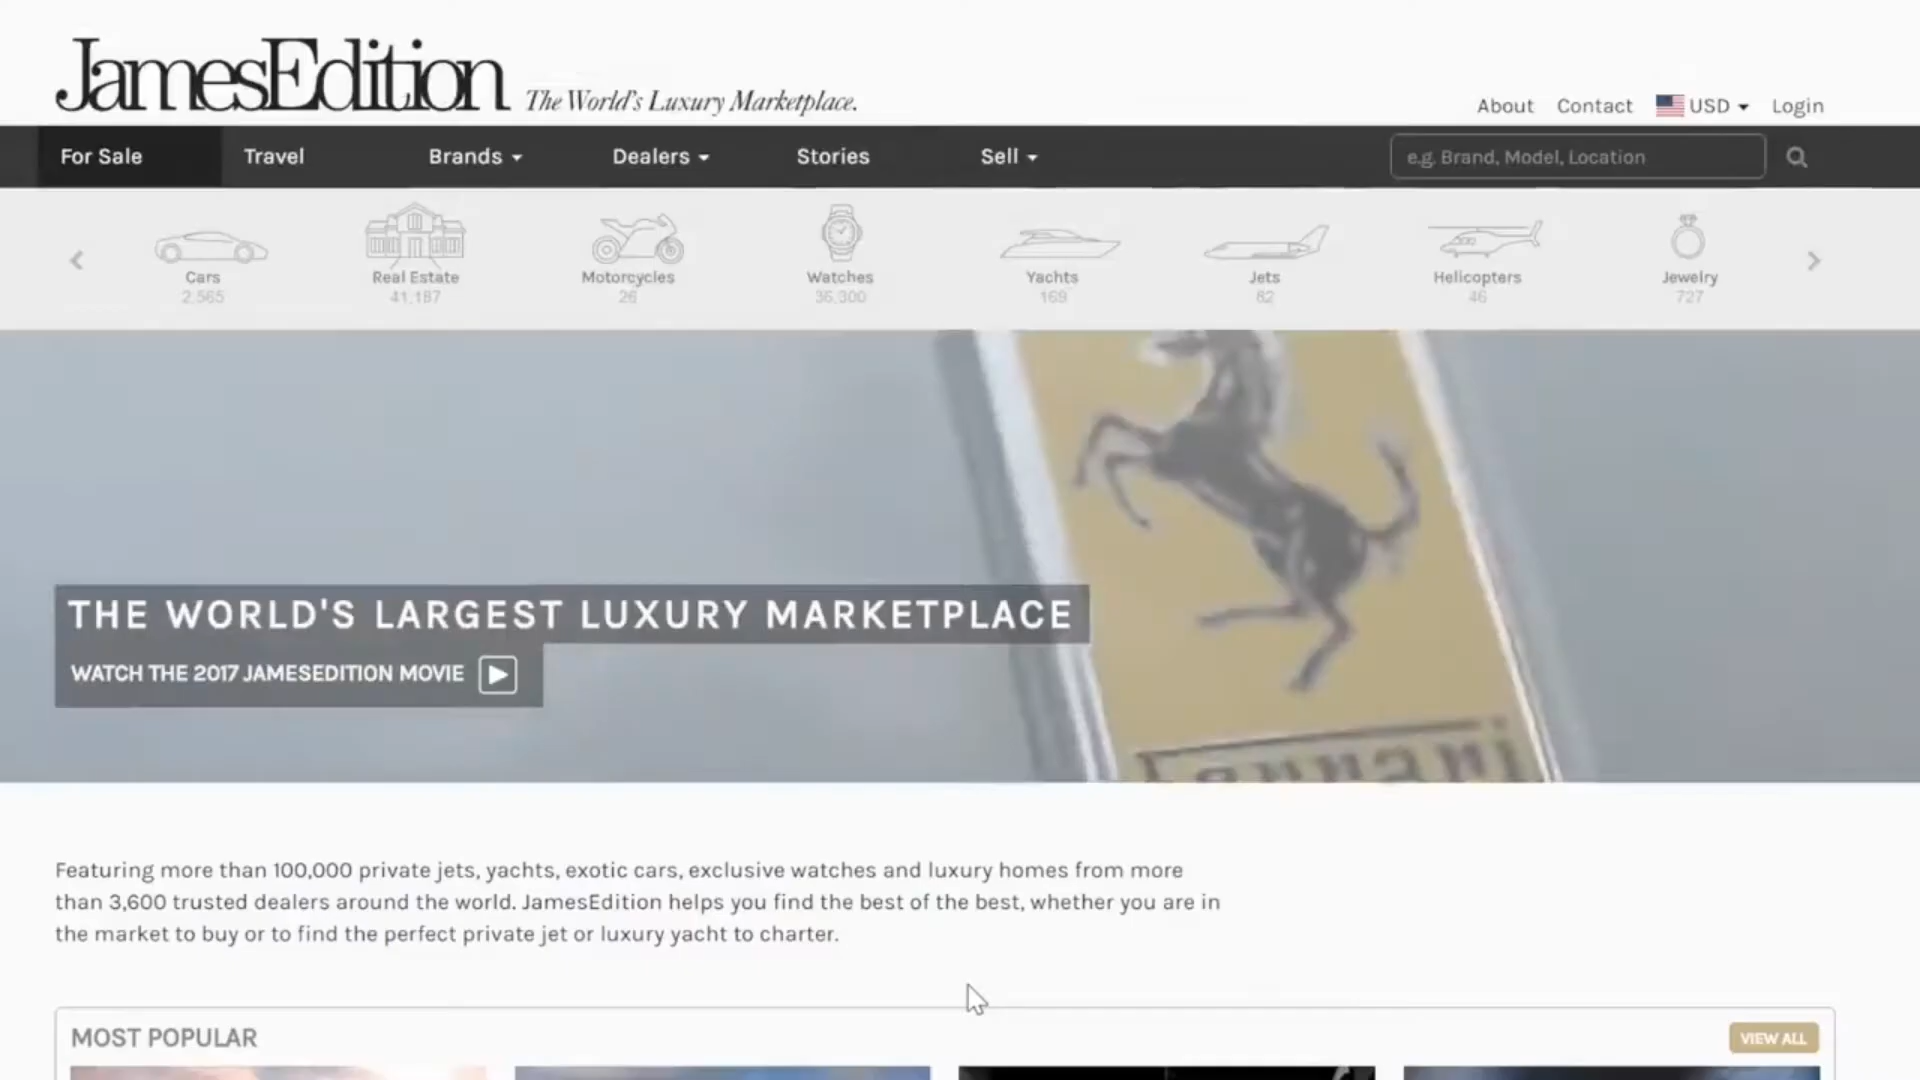 JamesEdition The World's Luxury Marketplace.
About Contact USD Login
For Sale Travel Brands Dealers Stories Sell e.g. Brand, Model, Location
Cars Real Estate Motorcycles Watches Yachts Jets Helicopters Jewelry
2,565 41,187 26 36,300 169 82 46 727
THE WORLD'S LARGEST LUXURY MARKETPLACE
WATCH THE 2017 JAMESEDITION MOVIE
Ferrari
Featuring more than 100,000 private jets, yachts, exotic cars, exclusive watches and luxury homes from more
than 3,600 trusted dealers around the world. JamesEdition helps you find the best of the best, whether you are in
the market to buy or to find the perfect private jet or luxury yacht to charter.
MOST POPULAR VIEW ALL